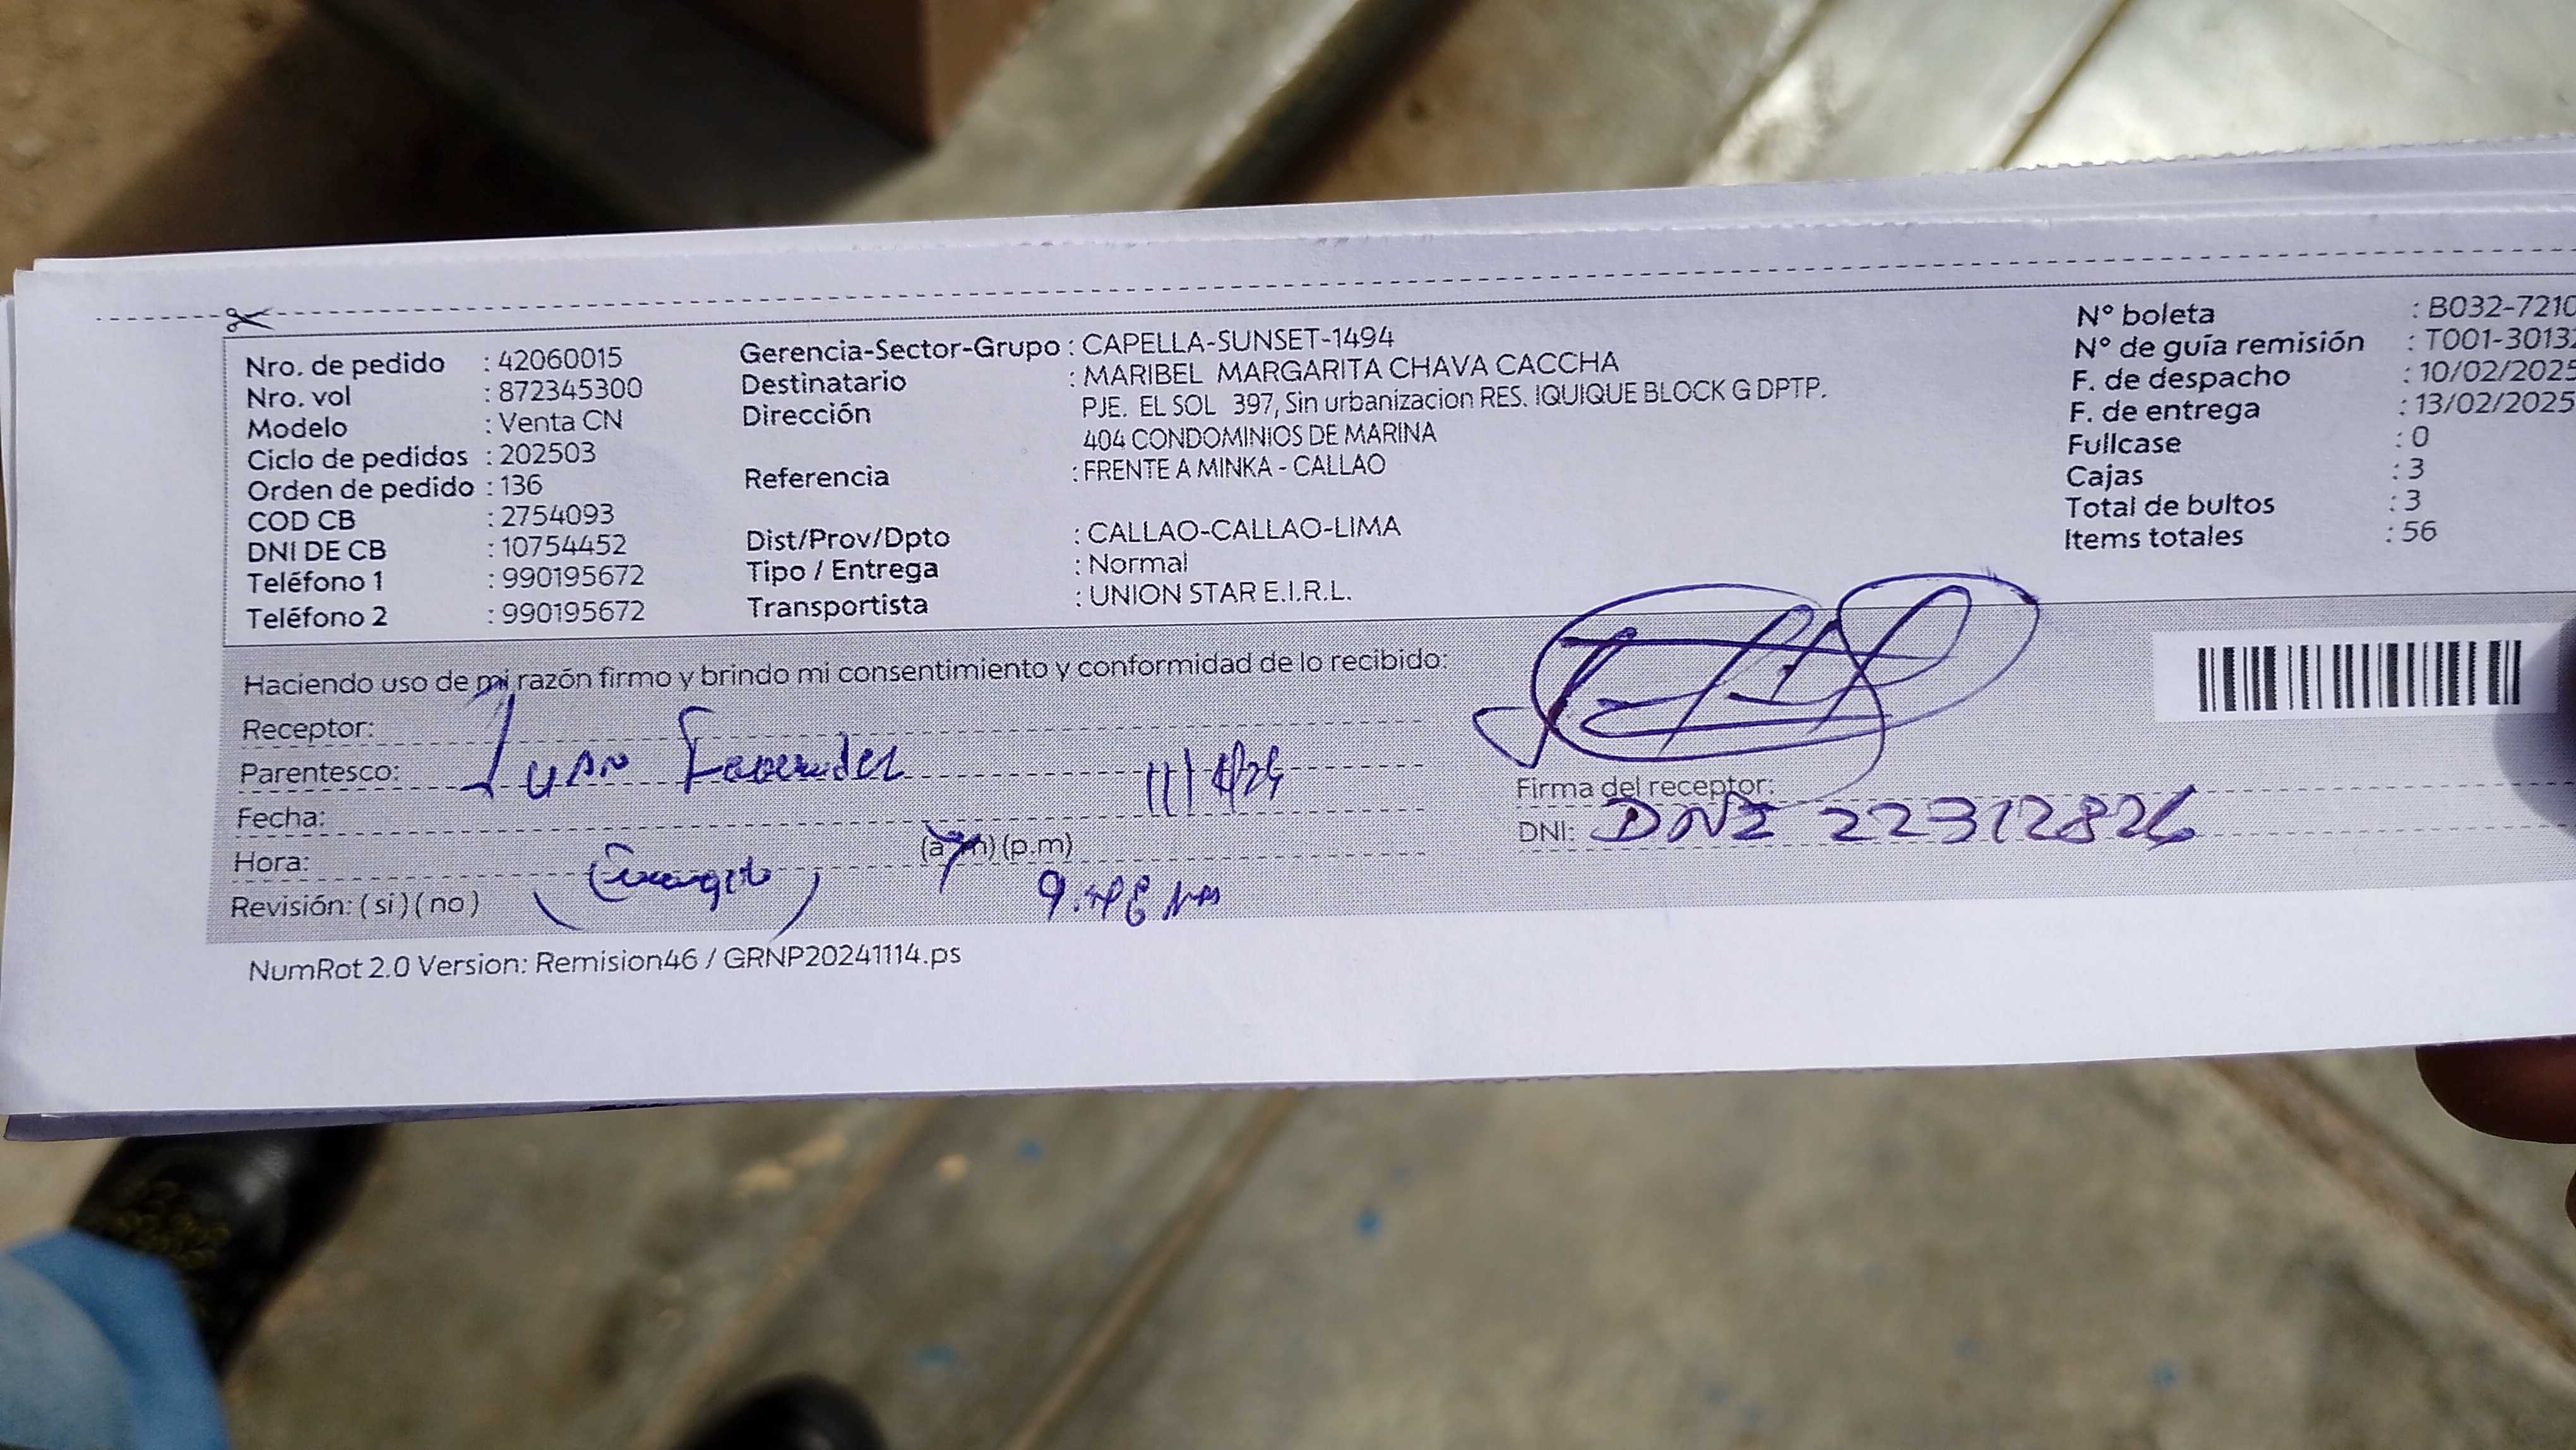 Nro. de pedido : 42060015
Nro. vol : 872345300
Modelo : Venta CN
Ciclo de pedidos : 202503
Orden de pedido : 136
COD CB : 2754093
DNI DE CB : 10754452
Teléfono 1 : 990195672
Teléfono 2 : 990195672
Gerencia-Sector-Grupo : CAPELLA-SUNSET-1494
Destinatario : MARIBEL MARGARITA CHAVA CACCHA
Dirección PJE. EL SOL 397, Sin urbanizacion RES. IQUIQUE BLOCK G DPTP.
404 CONDOMINIOS DE MARINA
Referencia : FRENTE A MINKA - CALLAO
Dist/Prov/Dpto : CALLAO-CALLAO-LIMA
Tipo / Entrega : Normal
Transportista : UNION STAR E.I.R.L.
N° boleta : B032-7210
N° de guía remisión : T001-3013
F. de despacho : 10/02/2025
F. de entrega : 13/02/2025
Fullcase : 0
Cajas : 3
Total de bultos : 3
Items totales : 56
Haciendo uso de mi razón firmo y brindo mi consentimiento y conformidad de lo recibido:
Receptor:
Parentesco: Juan
Fecha:
Hora: (a.m) (p.m)
Revisión: ( si ) ( no )
Firma del receptor:
DNI: DNI 22312826
NumRot 2.0 Version: Remision46 / GRNP20241114.ps